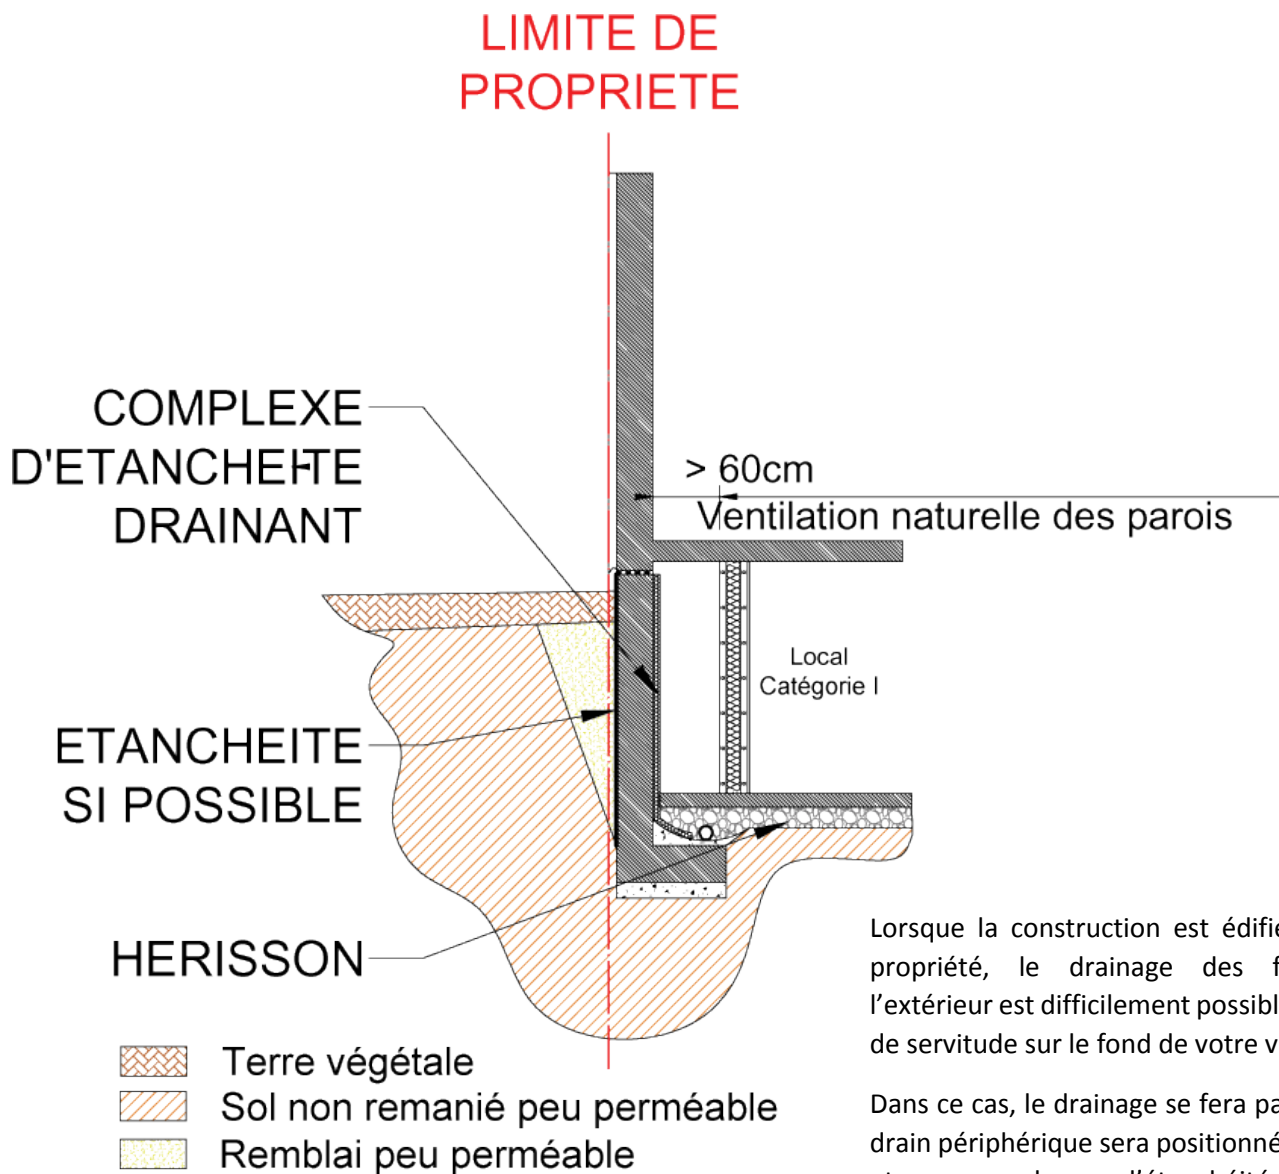 LIMITE DE
PROPRIETE
COMPLEXE
D'ETANCHEITE
DRAINANT
> 60cm
Ventilation naturelle des parois
Local
Catégorie I
ETANCHEITE
SI POSSIBLE
HERISSON
Terre végétale
Sol non remanié peu perméable
Remblai peu perméable
Lorsque la construction est édifié
propriété, le drainage des f
l'extérieur est difficilement possibl
de servitude sur le fond de votre v
Dans ce cas, le drainage se fera pa
drain périphérique sera positionné